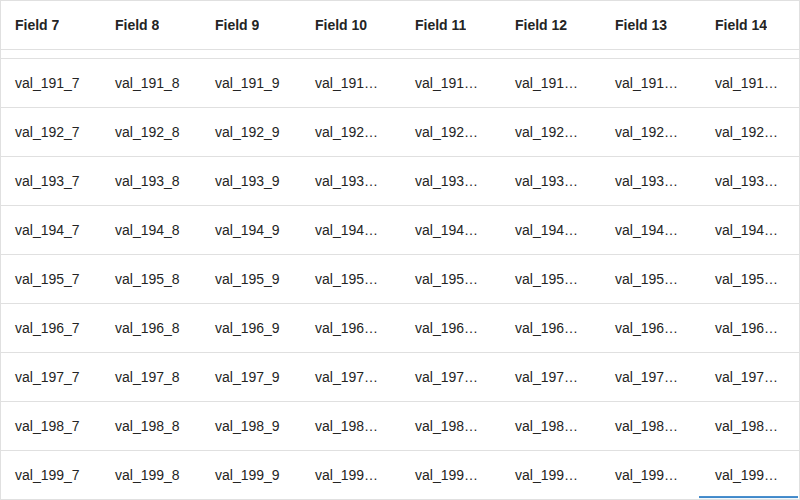 Field 7 Field 8 Field 9 Field 10 Field 11 Field 12 Field 13 Field 14
val_191_7 val_191_8 val_191_9 val_191… val_191… val_191… val_191… val_191…
val_192_7 val_192_8 val_192_9 val_192… val_192… val_192… val_192… val_192…
val_193_7 val_193_8 val_193_9 val_193… val_193… val_193… val_193… val_193…
val_194_7 val_194_8 val_194_9 val_194… val_194… val_194… val_194… val_194…
val_195_7 val_195_8 val_195_9 val_195… val_195… val_195… val_195… val_195…
val_196_7 val_196_8 val_196_9 val_196… val_196… val_196… val_196… val_196…
val_197_7 val_197_8 val_197_9 val_197… val_197… val_197… val_197… val_197…
val_198_7 val_198_8 val_198_9 val_198… val_198… val_198… val_198… val_198…
val_199_7 val_199_8 val_199_9 val_199… val_199… val_199… val_199… val_199…